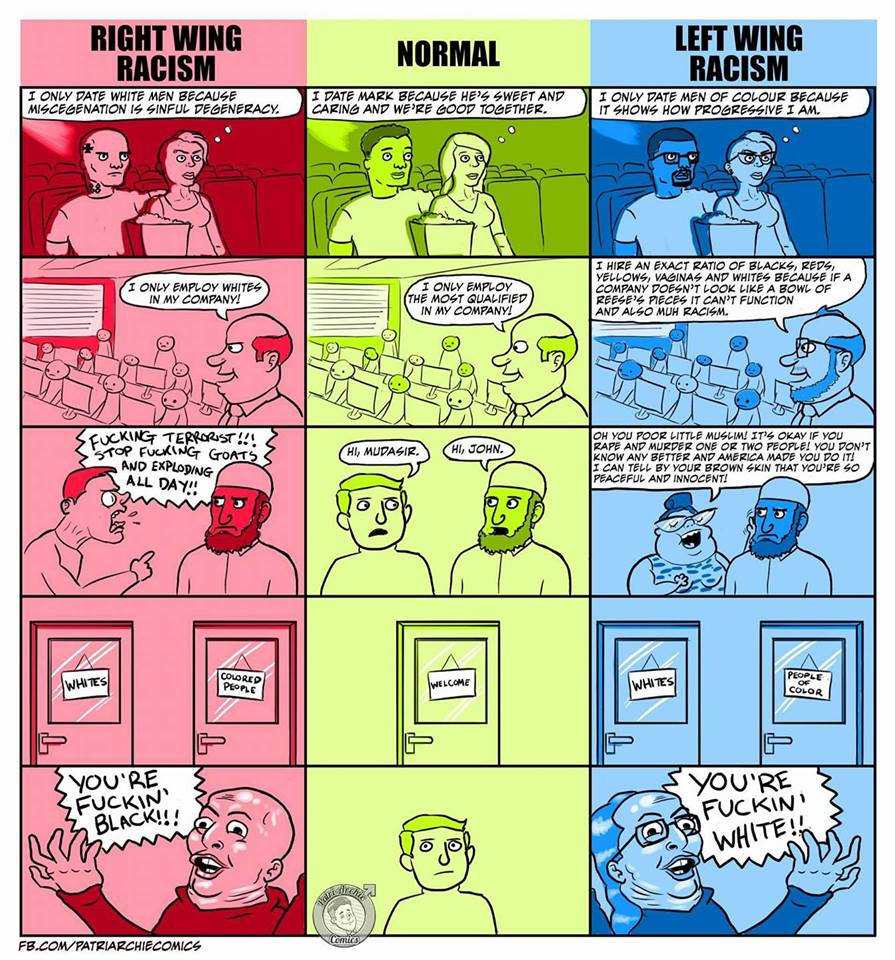 RIGHT WING
RACISM
NORMAL
LEFT WING
RACISM
I ONLY DATE WHITE MEN BECAUSE
MISCEGENATION IS SINFUL DEGENERACY.
I DATE MARK BECAUSE HE'S SWEET AND
CARING AND WE'RE GOOD TOGETHER.
I ONLY DATE MEN OF COLOUR BECAUSE
IT SHOWS HOW PROGRESSIVE I AM.
I ONLY EMPLOY WHITES
IN MY COMPANY!
I ONLY EMPLOY
THE MOST QUALIFIED
IN MY COMPANY!
I HIRE AN EXACT RATIO OF BLACKS, REDS,
YELLOWS, VAGINAS AND WHITES BECAUSE IF A
COMPANY DOESN'T LOOK LIKE A BOWL OF
REESE'S PIECES IT CAN'T FUNCTION
AND ALSO MUH RACISM.
FUCKING TERRORIST!!!
STOP FUCKING GOATS
AND EXPLODING
ALL DAY!!
HI, MUDASIR.
HI, JOHN.
OH YOU POOR LITTLE MUSLIM! IT'S OKAY IF YOU
RAPE AND MURDER ONE OR TWO PEOPLE! YOU DON'T
KNOW ANY BETTER AND AMERICA MADE YOU DO IT!
I CAN TELL BY YOUR BROWN SKIN THAT YOU'RE SO
PEACEFUL AND INNOCENT!
WHITES
COLORED
PEOPLE
WELCOME
WHITES
PEOPLE
OF
COLOR
YOU'RE
FUCKIN'
BLACK!!!
YOU'RE
FUCKIN'
WHITE!!
Patri Archie
Comics
FB.COM/PATRIARCHIECOMICS